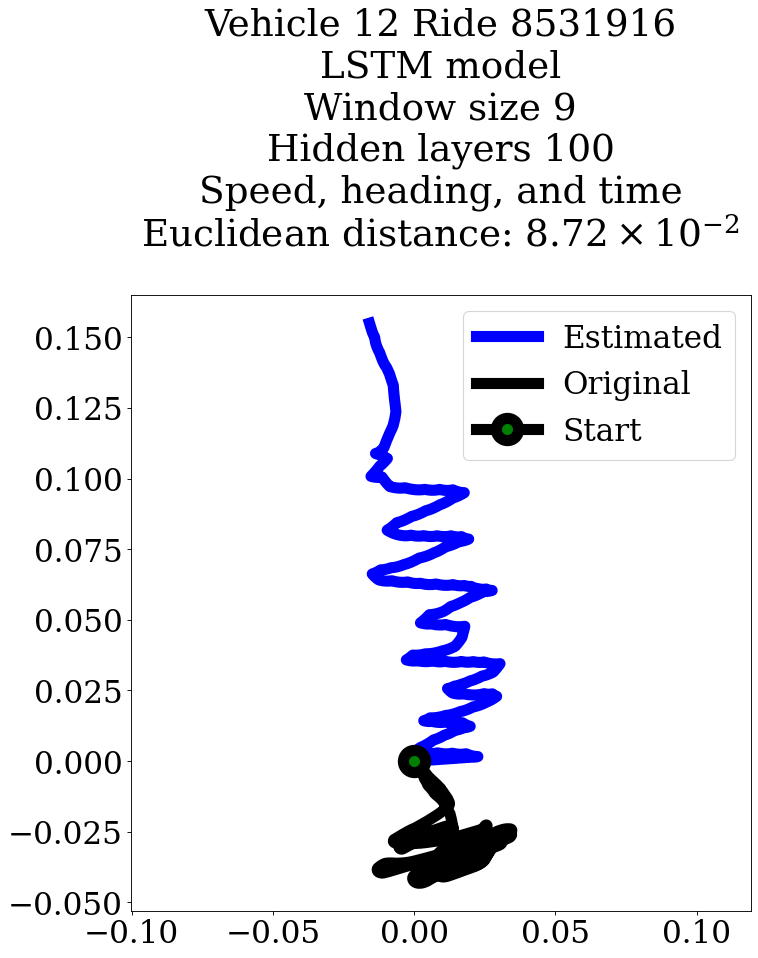 Vehicle 12 Ride 8531916
LSTM model
Window size 9
Hidden layers 100
Speed, heading, and time
Euclidean distance: 8.72 × 10⁻²
Estimated
Original
Start
0.150
0.125
0.100
0.075
0.050
0.025
0.000
−0.025
−0.050
−0.10 −0.05 0.00 0.05 0.10